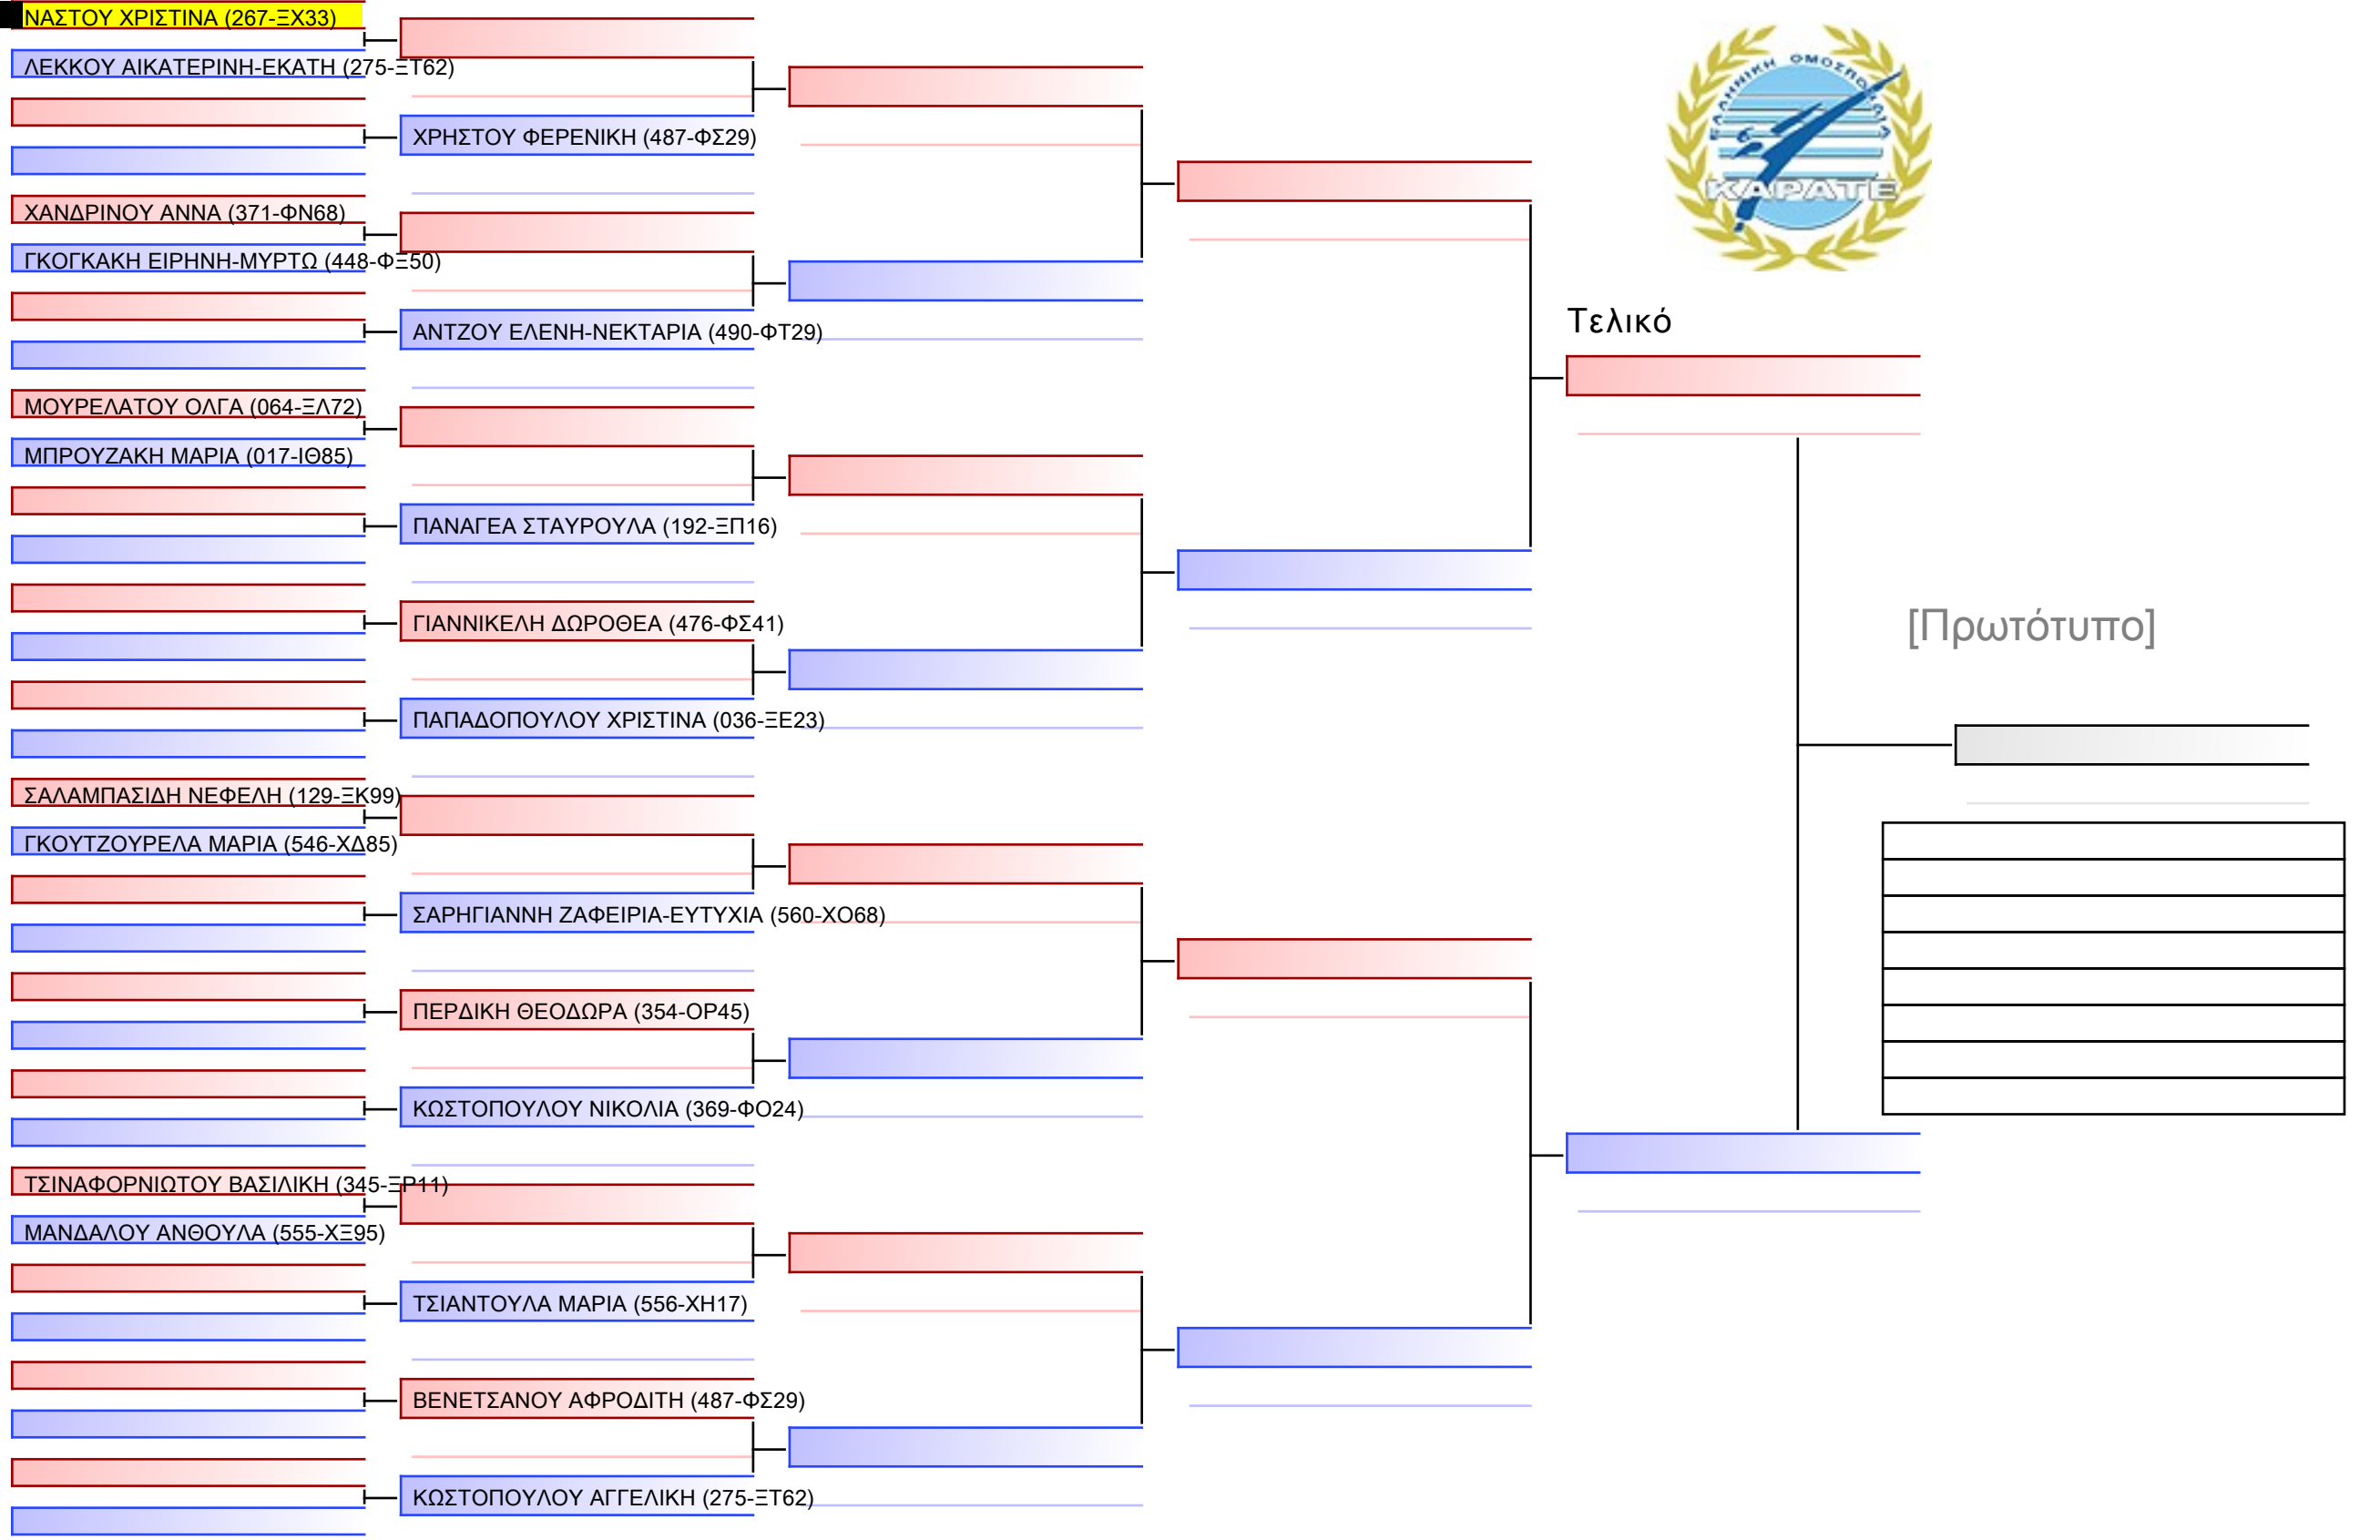 ΝΑΣΤΟΥ ΧΡΙΣΤΙΝΑ (267-ΞΧ33)
ΛΕΚΚΟΥ ΑΙΚΑΤΕΡΙΝΗ-ΕΚΑΤΗ (275-ΞΤ62)
ΧΡΗΣΤΟΥ ΦΕΡΕΝΙΚΗ (487-ΦΣ29)
ΧΑΝΔΡΙΝΟΥ ΑΝΝΑ (371-ΦΝ68)
ΓΚΟΓΚΑΚΗ ΕΙΡΗΝΗ-ΜΥΡΤΩ (448-ΦΞ50)
ΑΝΤΖΟΥ ΕΛΕΝΗ-ΝΕΚΤΑΡΙΑ (490-ΦΤ29)
ΜΟΥΡΕΛΑΤΟΥ ΟΛΓΑ (064-ΞΛ72)
ΜΠΡΟΥΖΑΚΗ ΜΑΡΙΑ (017-ΙΘ85)
ΠΑΝΑΓΕΑ ΣΤΑΥΡΟΥΛΑ (192-ΞΠ16)
ΓΙΑΝΝΙΚΕΛΗ ΔΩΡΟΘΕΑ (476-ΦΣ41)
ΠΑΠΑΔΟΠΟΥΛΟΥ ΧΡΙΣΤΙΝΑ (036-ΞΕ23)
ΣΑΛΑΜΠΑΣΙΔΗ ΝΕΦΕΛΗ (129-ΞΚ99)
ΓΚΟΥΤΖΟΥΡΕΛΑ ΜΑΡΙΑ (546-ΧΔ85)
ΣΑΡΗΓΙΑΝΝΗ ΖΑΦΕΙΡΙΑ-ΕΥΤΥΧΙΑ (560-ΧΟ68)
ΠΕΡΔΙΚΗ ΘΕΟΔΩΡΑ (354-ΟΡ45)
ΚΩΣΤΟΠΟΥΛΟΥ ΝΙΚΟΛΙΑ (369-ΦΟ24)
ΤΣΙΝΑΦΟΡΝΙΩΤΟΥ ΒΑΣΙΛΙΚΗ (345-ΞΡ11)
ΜΑΝΔΑΛΟΥ ΑΝΘΟΥΛΑ (555-ΧΞ95)
ΤΣΙΑΝΤΟΥΛΑ ΜΑΡΙΑ (556-ΧΗ17)
ΒΕΝΕΤΣΑΝΟΥ ΑΦΡΟΔΙΤΗ (487-ΦΣ29)
ΚΩΣΤΟΠΟΥΛΟΥ ΑΓΓΕΛΙΚΗ (275-ΞΤ62)
ΕΛΛΗΝΙΚΗ ΟΜΟΣΠΟΝΔΙΑ
ΚΑΡΑΤΕ
Τελικό
[Πρωτότυπο]